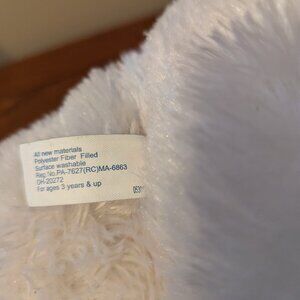 All new materials
Polyester Fiber Filled
Surface washable
Reg.No.PA-7627(RC)MA-6863
DH-20272
For ages 3 years & up